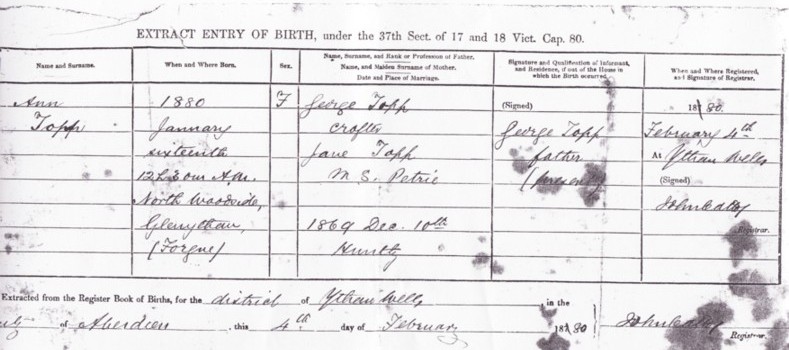 EXTRACT ENTRY OF BIRTH, under the 37th Sect. of 17 and 18 Vict. Cap. 80.
Name and Surname.
When and Where Born.
Sex.
Name, Surname, and Rank or Profession of Father.
Name, and Maiden Surname of Mother.
Date and Place of Marriage.
Signature and Qualification of Informant,
and Residence, if out of the House in
which the Birth occurred.
When and Where Registered,
and Signature of Registrar.
Ann
Topp
1880
January
sixteenth
12h. 30m A.M.
North Woodside,
Glenythan,
(Forgue)
F
George Topp
Crofter
Jane Topp
M.S. Petrie
1869 Dec. 10th
Huntly
(Signed)
George Topp
father
(present)
1880.
February 4th
At Ythan Wells
(Signed)
Registrar.
Extracted from the Register Book of Births, for the district of Ythan Wells, in the
of Aberdeen, this 4th day of February 1880
Registrar.